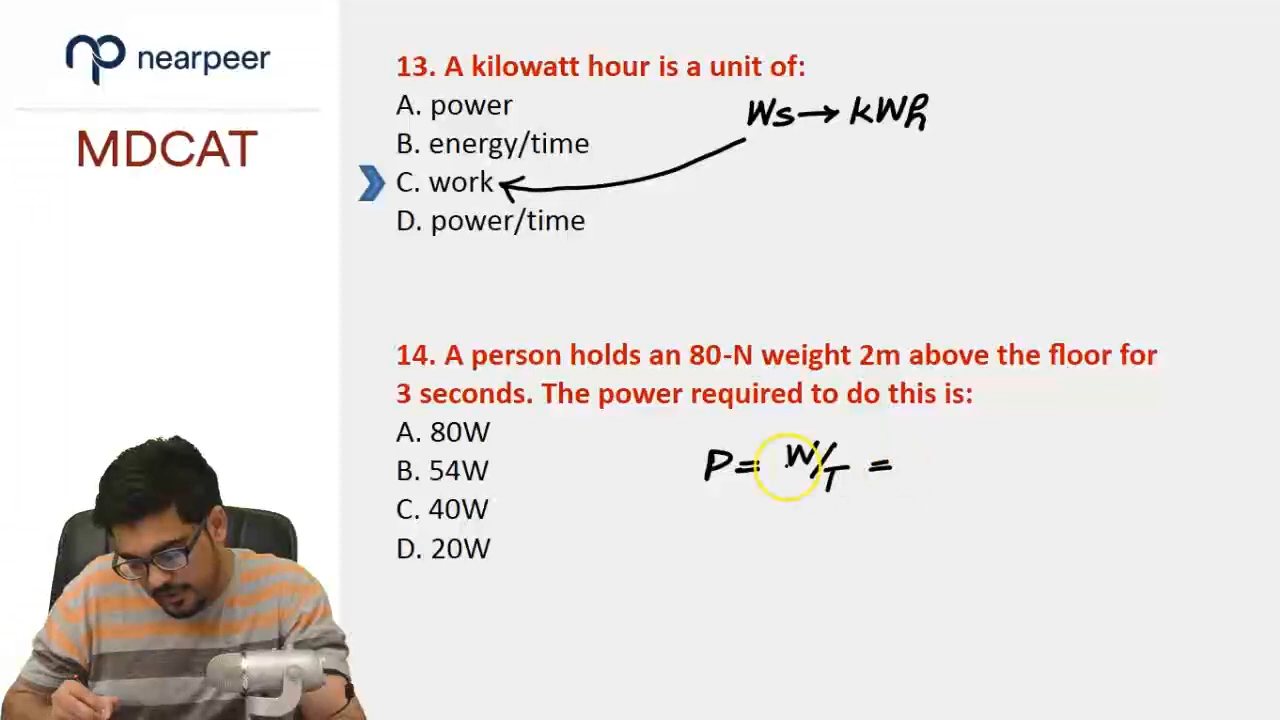 nearpeer
MDCAT
13. A kilowatt hour is a unit of:
A. power
B. energy/time
C. work
D. power/time
Ws→kWh
14. A person holds an 80-N weight 2m above the floor for
3 seconds. The power required to do this is:
A. 80W
B. 54W
C. 40W
D. 20W
P= W/T =